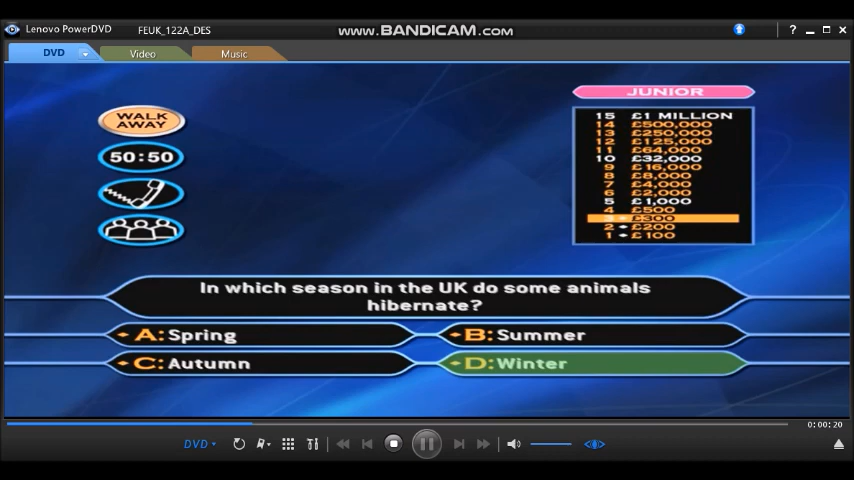 Lenovo PowerDVD
FEUK_122A_DES
www.BANDICAM.com
?
DVD
Video
Music
WALK AWAY
50:50
JUNIOR
15 £1 MILLION
14 £500,000
13 £250,000
12 £125,000
11 £64,000
10 £32,000
9 £16,000
8 £8,000
7 £4,000
6 £2,000
5 £1,000
4 £500
3 £300
2 £200
1 £100
In which season in the UK do some animals
hibernate?
A: Spring
B: Summer
C: Autumn
D: Winter
0:00:20
DVD